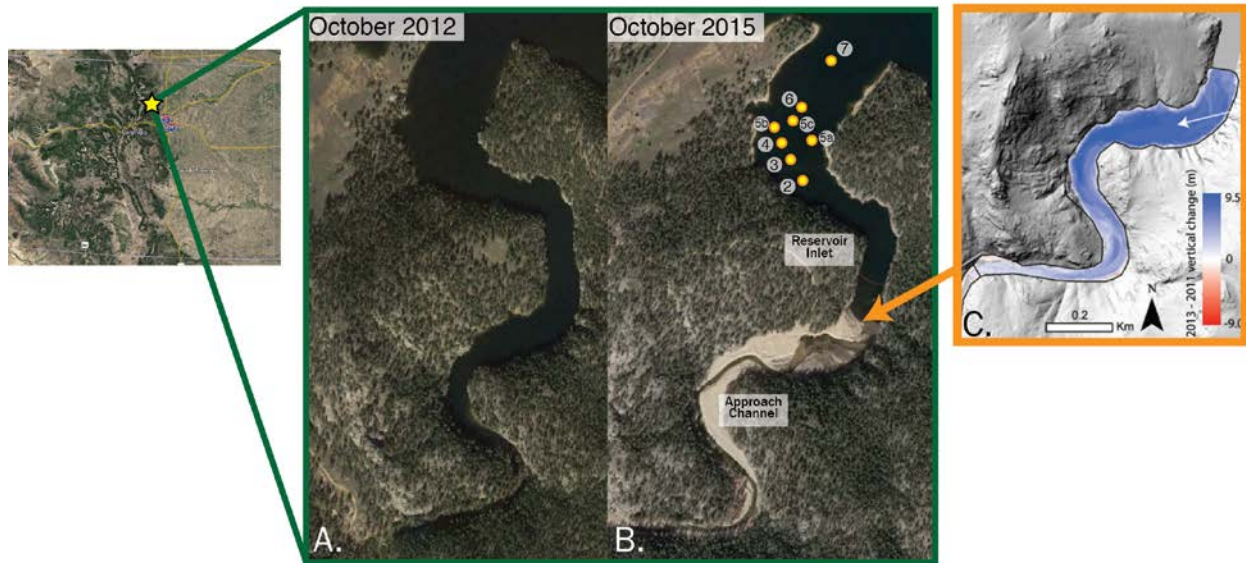 October 2012
October 2015
7
6
5b
5c
5a
4
3
2
Reservoir
Inlet
Approach
Channel
A.
B.
C.
2013 - 2011 vertical change (m)
9.5
0
-9.0
N
0.2
Km